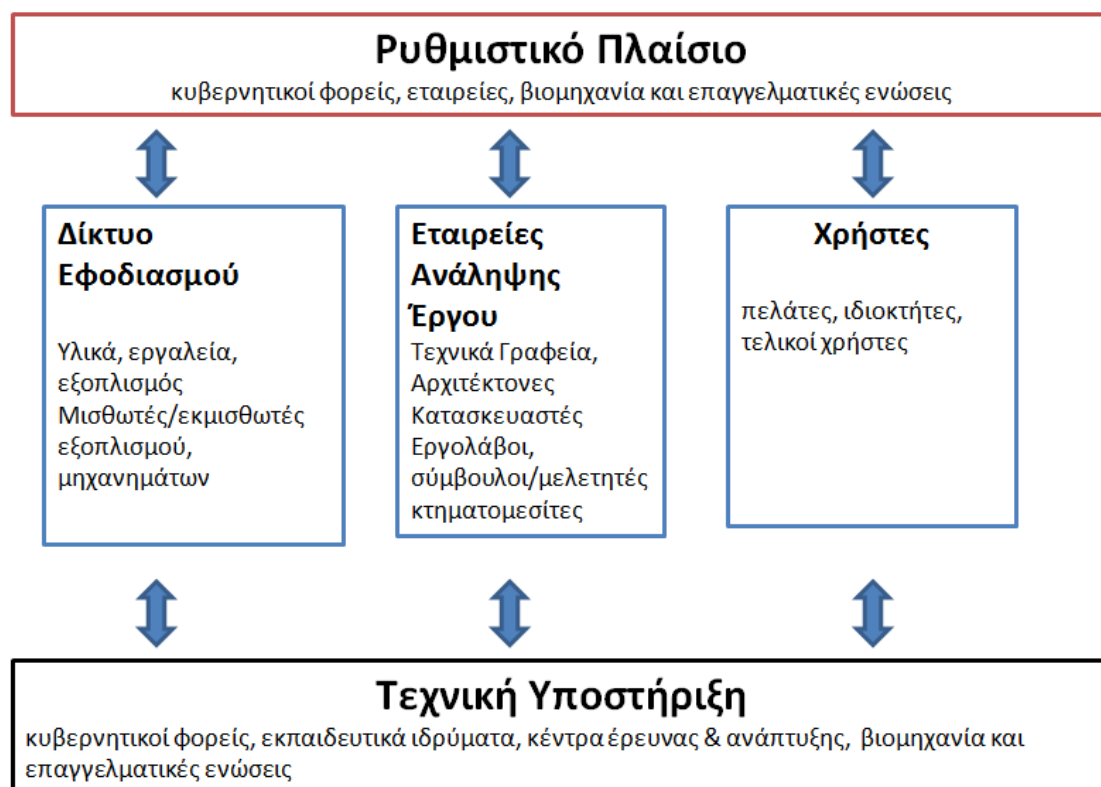 Ρυθμιστικό Πλαίσιο
κυβερνητικοί φορείς, εταιρείες, βιομηχανία και επαγγελματικές ενώσεις
Δίκτυο
Εφοδιασμού
Υλικά, εργαλεία,
εξοπλισμός
Μισθωτές/εκμισθωτές
εξοπλισμού,
μηχανημάτων
Εταιρείες
Ανάληψης
Έργου
Τεχνικά Γραφεία,
Αρχιτέκτονες
Κατασκευαστές
Εργολάβοι,
σύμβουλοι/μελετητές
κτηματομεσίτες
Χρήστες
πελάτες, ιδιοκτήτες,
τελικοί χρήστες
Τεχνική Υποστήριξη
κυβερνητικοί φορείς, εκπαιδευτικά ιδρύματα, κέντρα έρευνας & ανάπτυξης, βιομηχανία και
επαγγελματικές ενώσεις